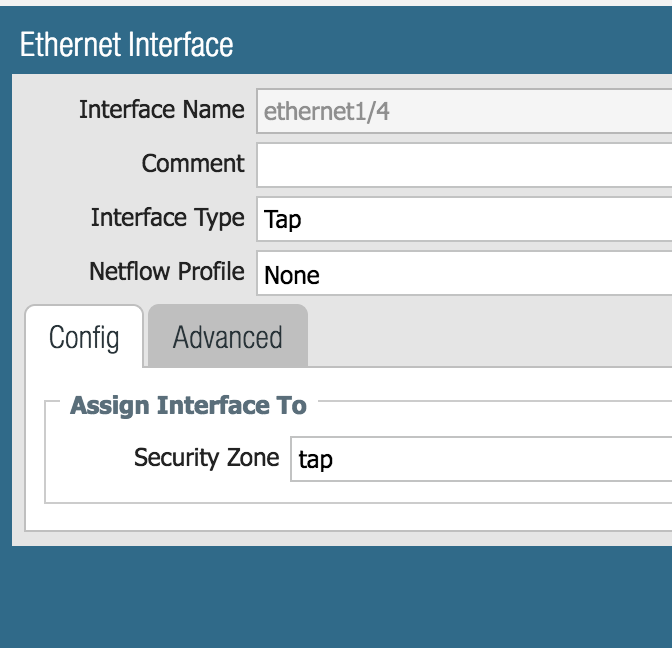 Ethernet Interface
Interface Name ethernet1/4
Comment
Interface Type Tap
Netflow Profile None
Config Advanced
Assign Interface To
Security Zone tap